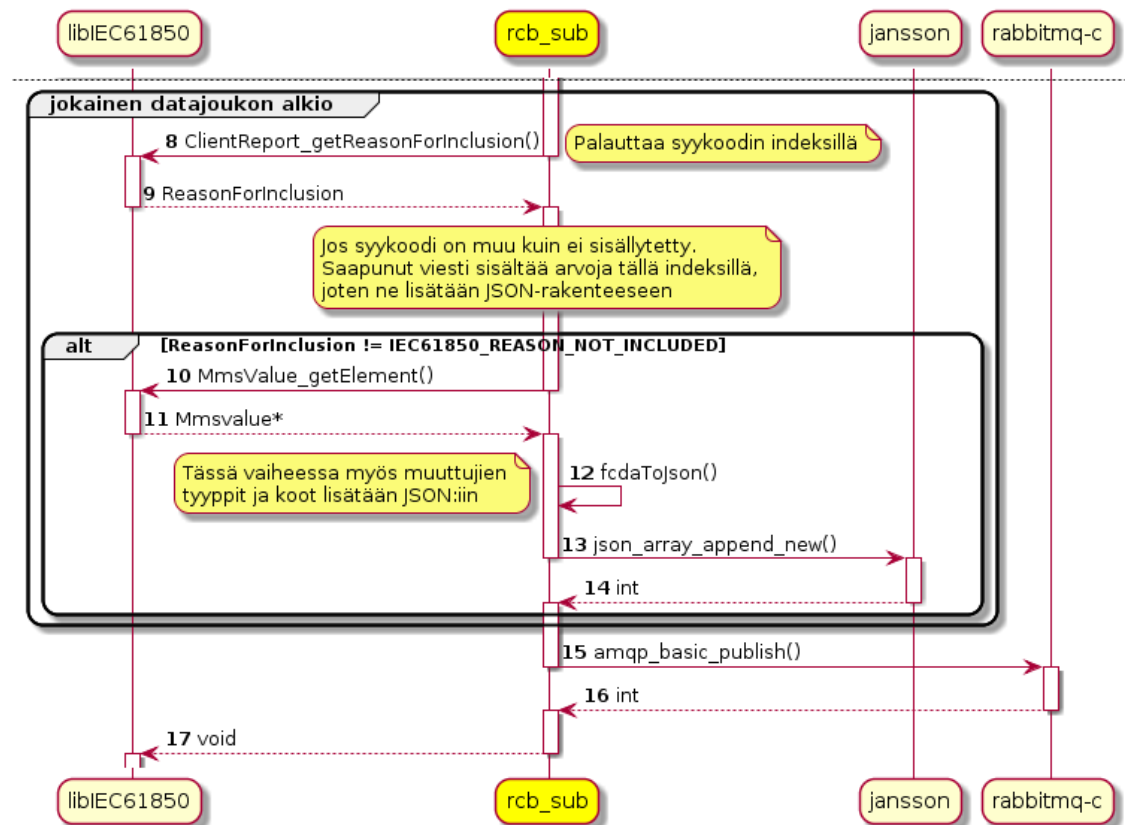 libIEC61850
rcb_sub
jansson
rabbitmq-c
jokainen datajoukon alkio
8 ClientReport_getReasonForInclusion()
Palauttaa syykoodin indeksillä
9 ReasonForInclusion
Jos syykoodi on muu kuin ei sisällytetty.
Saapunut viesti sisältää arvoja tällä indeksillä,
joten ne lisätään JSON-rakenteeseen
alt [ReasonForInclusion != IEC61850_REASON_NOT_INCLUDED]
10 MmsValue_getElement()
11 Mmsvalue*
Tässä vaiheessa myös muuttujien
tyyppit ja koot lisätään JSON:iin
12 fcdaToJson()
13 json_array_append_new()
14 int
15 amqp_basic_publish()
16 int
17 void
libIEC61850
rcb_sub
jansson
rabbitmq-c